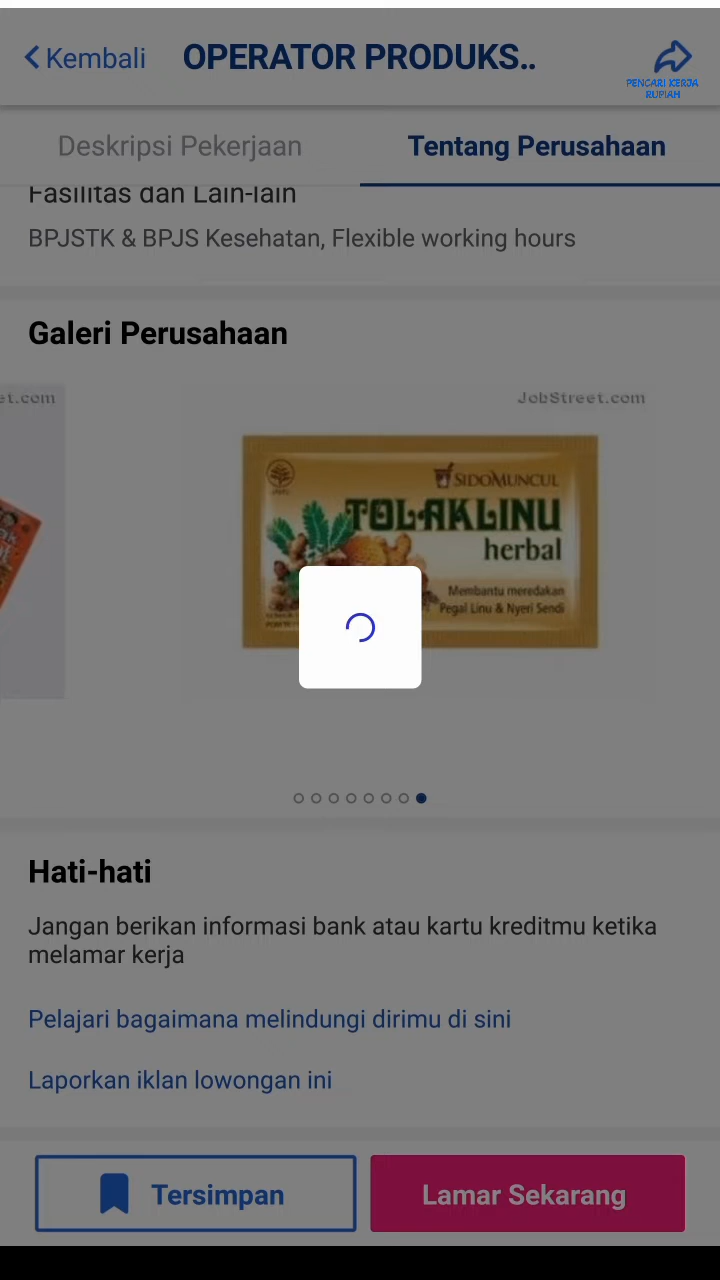 Kembali
OPERATOR PRODUKS..
PENCARI KERJA
RUPIAH
Deskripsi Pekerjaan
Tentang Perusahaan
Fasilitas dan Lain-lain
BPJSTK & BPJS Kesehatan, Flexible working hours
Galeri Perusahaan
et.com
JobStreet.com
SIDOMUNCUL
TOLAKLINU
herbal
Membantu meredakan
Pegal Linu & Nyeri Sendi
Hati-hati
Jangan berikan informasi bank atau kartu kreditmu ketika
melamar kerja
Pelajari bagaimana melindungi dirimu di sini
Laporkan iklan lowongan ini
Tersimpan
Lamar Sekarang